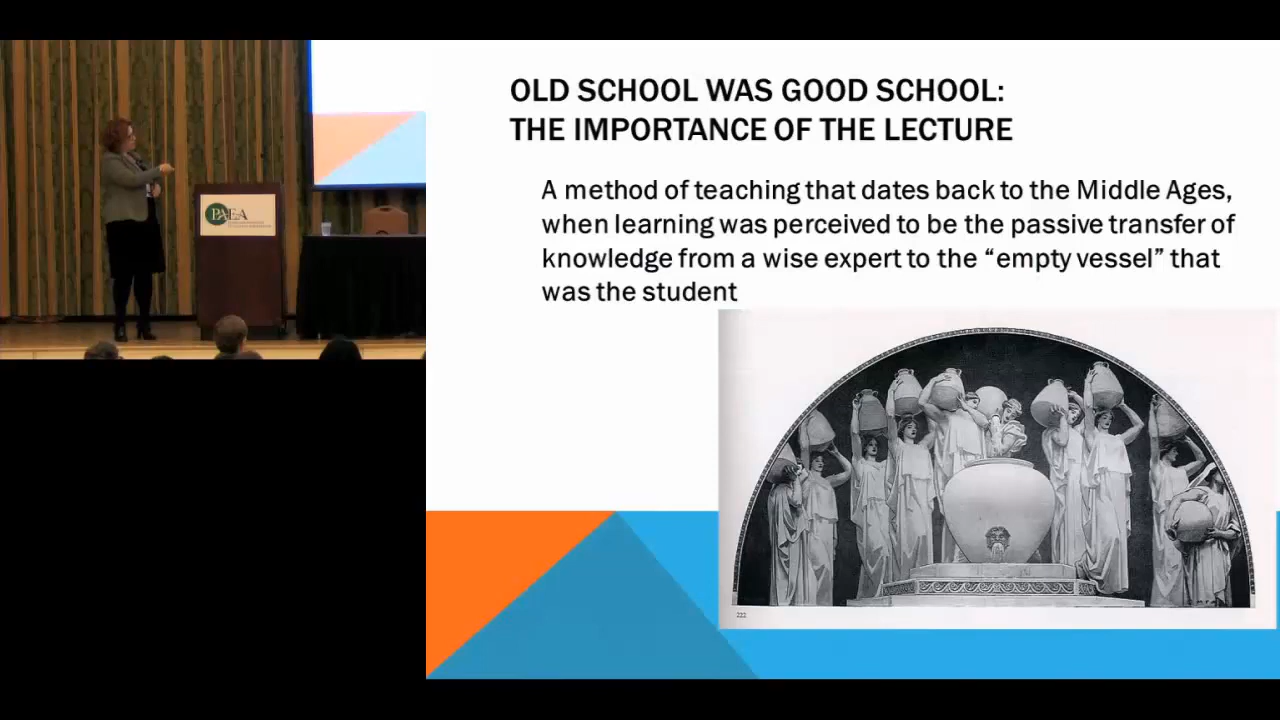 OLD SCHOOL WAS GOOD SCHOOL:
THE IMPORTANCE OF THE LECTURE
A method of teaching that dates back to the Middle Ages,
when learning was perceived to be the passive transfer of
knowledge from a wise expert to the “empty vessel” that
was the student
PAEA
222